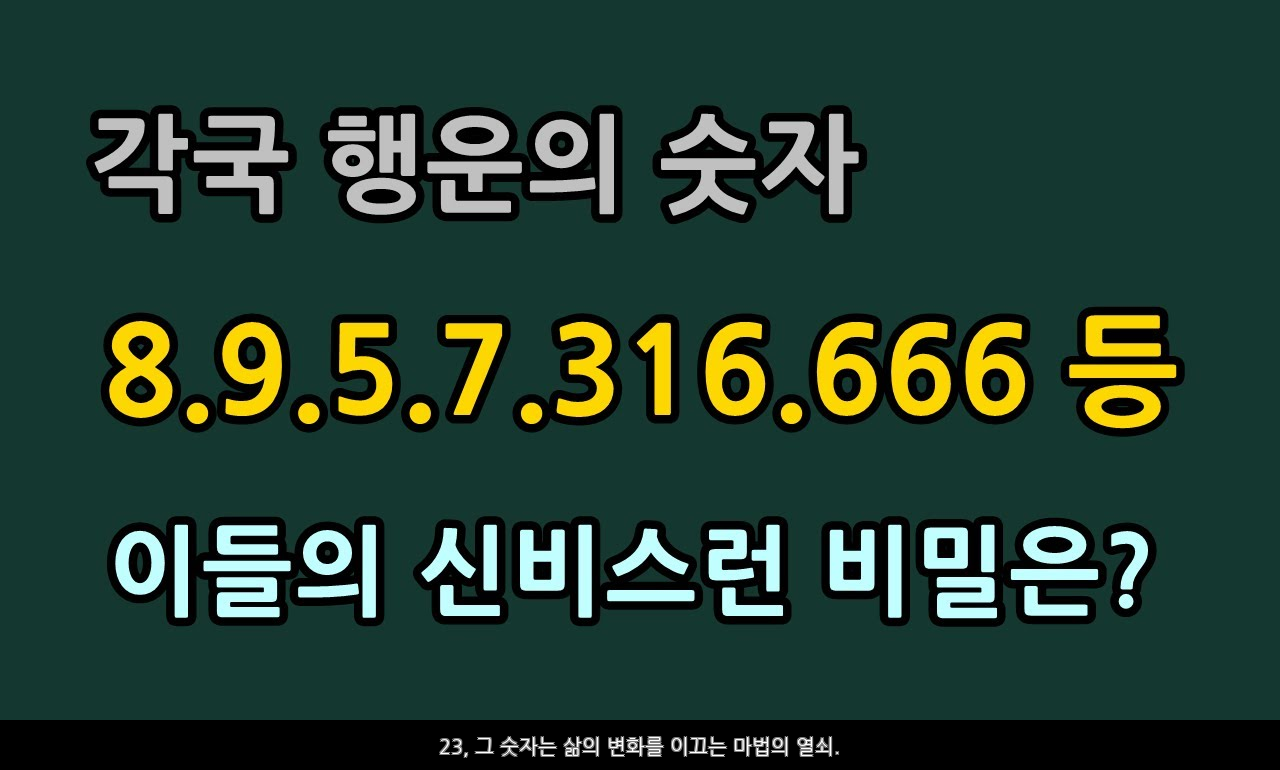 각국 행운의 숫자
8.9.5.7.316.666 등
이들의 신비스런 비밀은?
23, 그 숫자는 삶의 변화를 이끄는 마법의 열쇠.